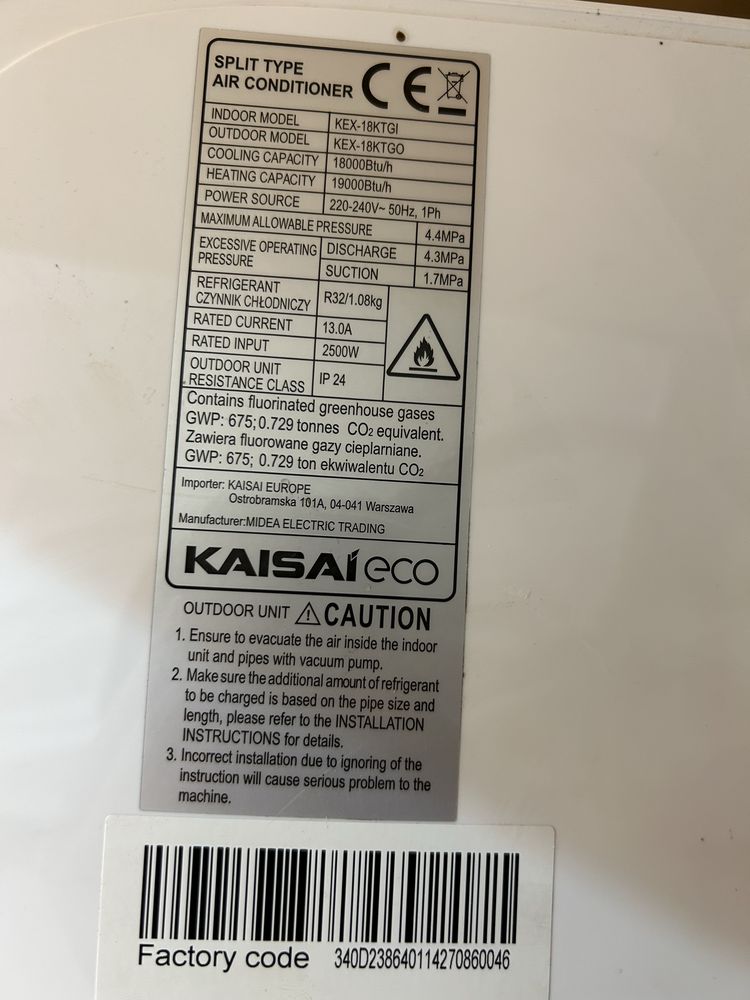 SPLIT TYPE
AIR CONDITIONER
INDOOR MODEL KEX-18KTGI
OUTDOOR MODEL KEX-18KTGO
COOLING CAPACITY 18000Btu/h
HEATING CAPACITY 19000Btu/h
POWER SOURCE 220-240V~ 50Hz, 1Ph
MAXIMUM ALLOWABLE PRESSURE 4.4MPa
EXCESSIVE OPERATING PRESSURE DISCHARGE 4.3MPa
SUCTION 1.7MPa
REFRIGERANT
CZYNNIK CHŁODNICZY R32/1.08kg
RATED CURRENT 13.0A
RATED INPUT 2500W
OUTDOOR UNIT
RESISTANCE CLASS IP 24
Contains fluorinated greenhouse gases
GWP: 675; 0.729 tonnes CO2 equivalent.
Zawiera fluorowane gazy cieplarniane.
GWP: 675; 0.729 ton ekwiwalentu CO2
Importer: KAISAI EUROPE
Ostrobramska 101A, 04-041 Warszawa
Manufacturer:MIDEA ELECTRIC TRADING
KAISAI eco
OUTDOOR UNIT CAUTION
1. Ensure to evacuate the air inside the indoor
unit and pipes with vacuum pump.
2. Make sure the additional amount of refrigerant
to be charged is based on the pipe size and
length, please refer to the INSTALLATION
INSTRUCTIONS for details.
3. Incorrect installation due to ignoring of the
instruction will cause serious problem to the
machine.
Factory code 340D238640114270860046